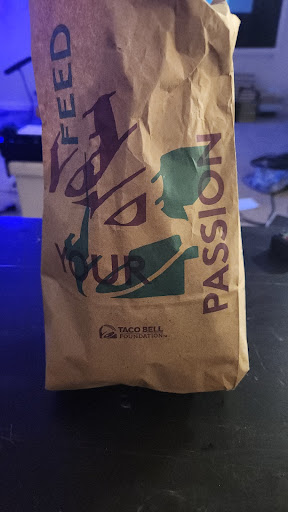 FEED
YOUR
PASSION
TACO BELL
FOUNDATION